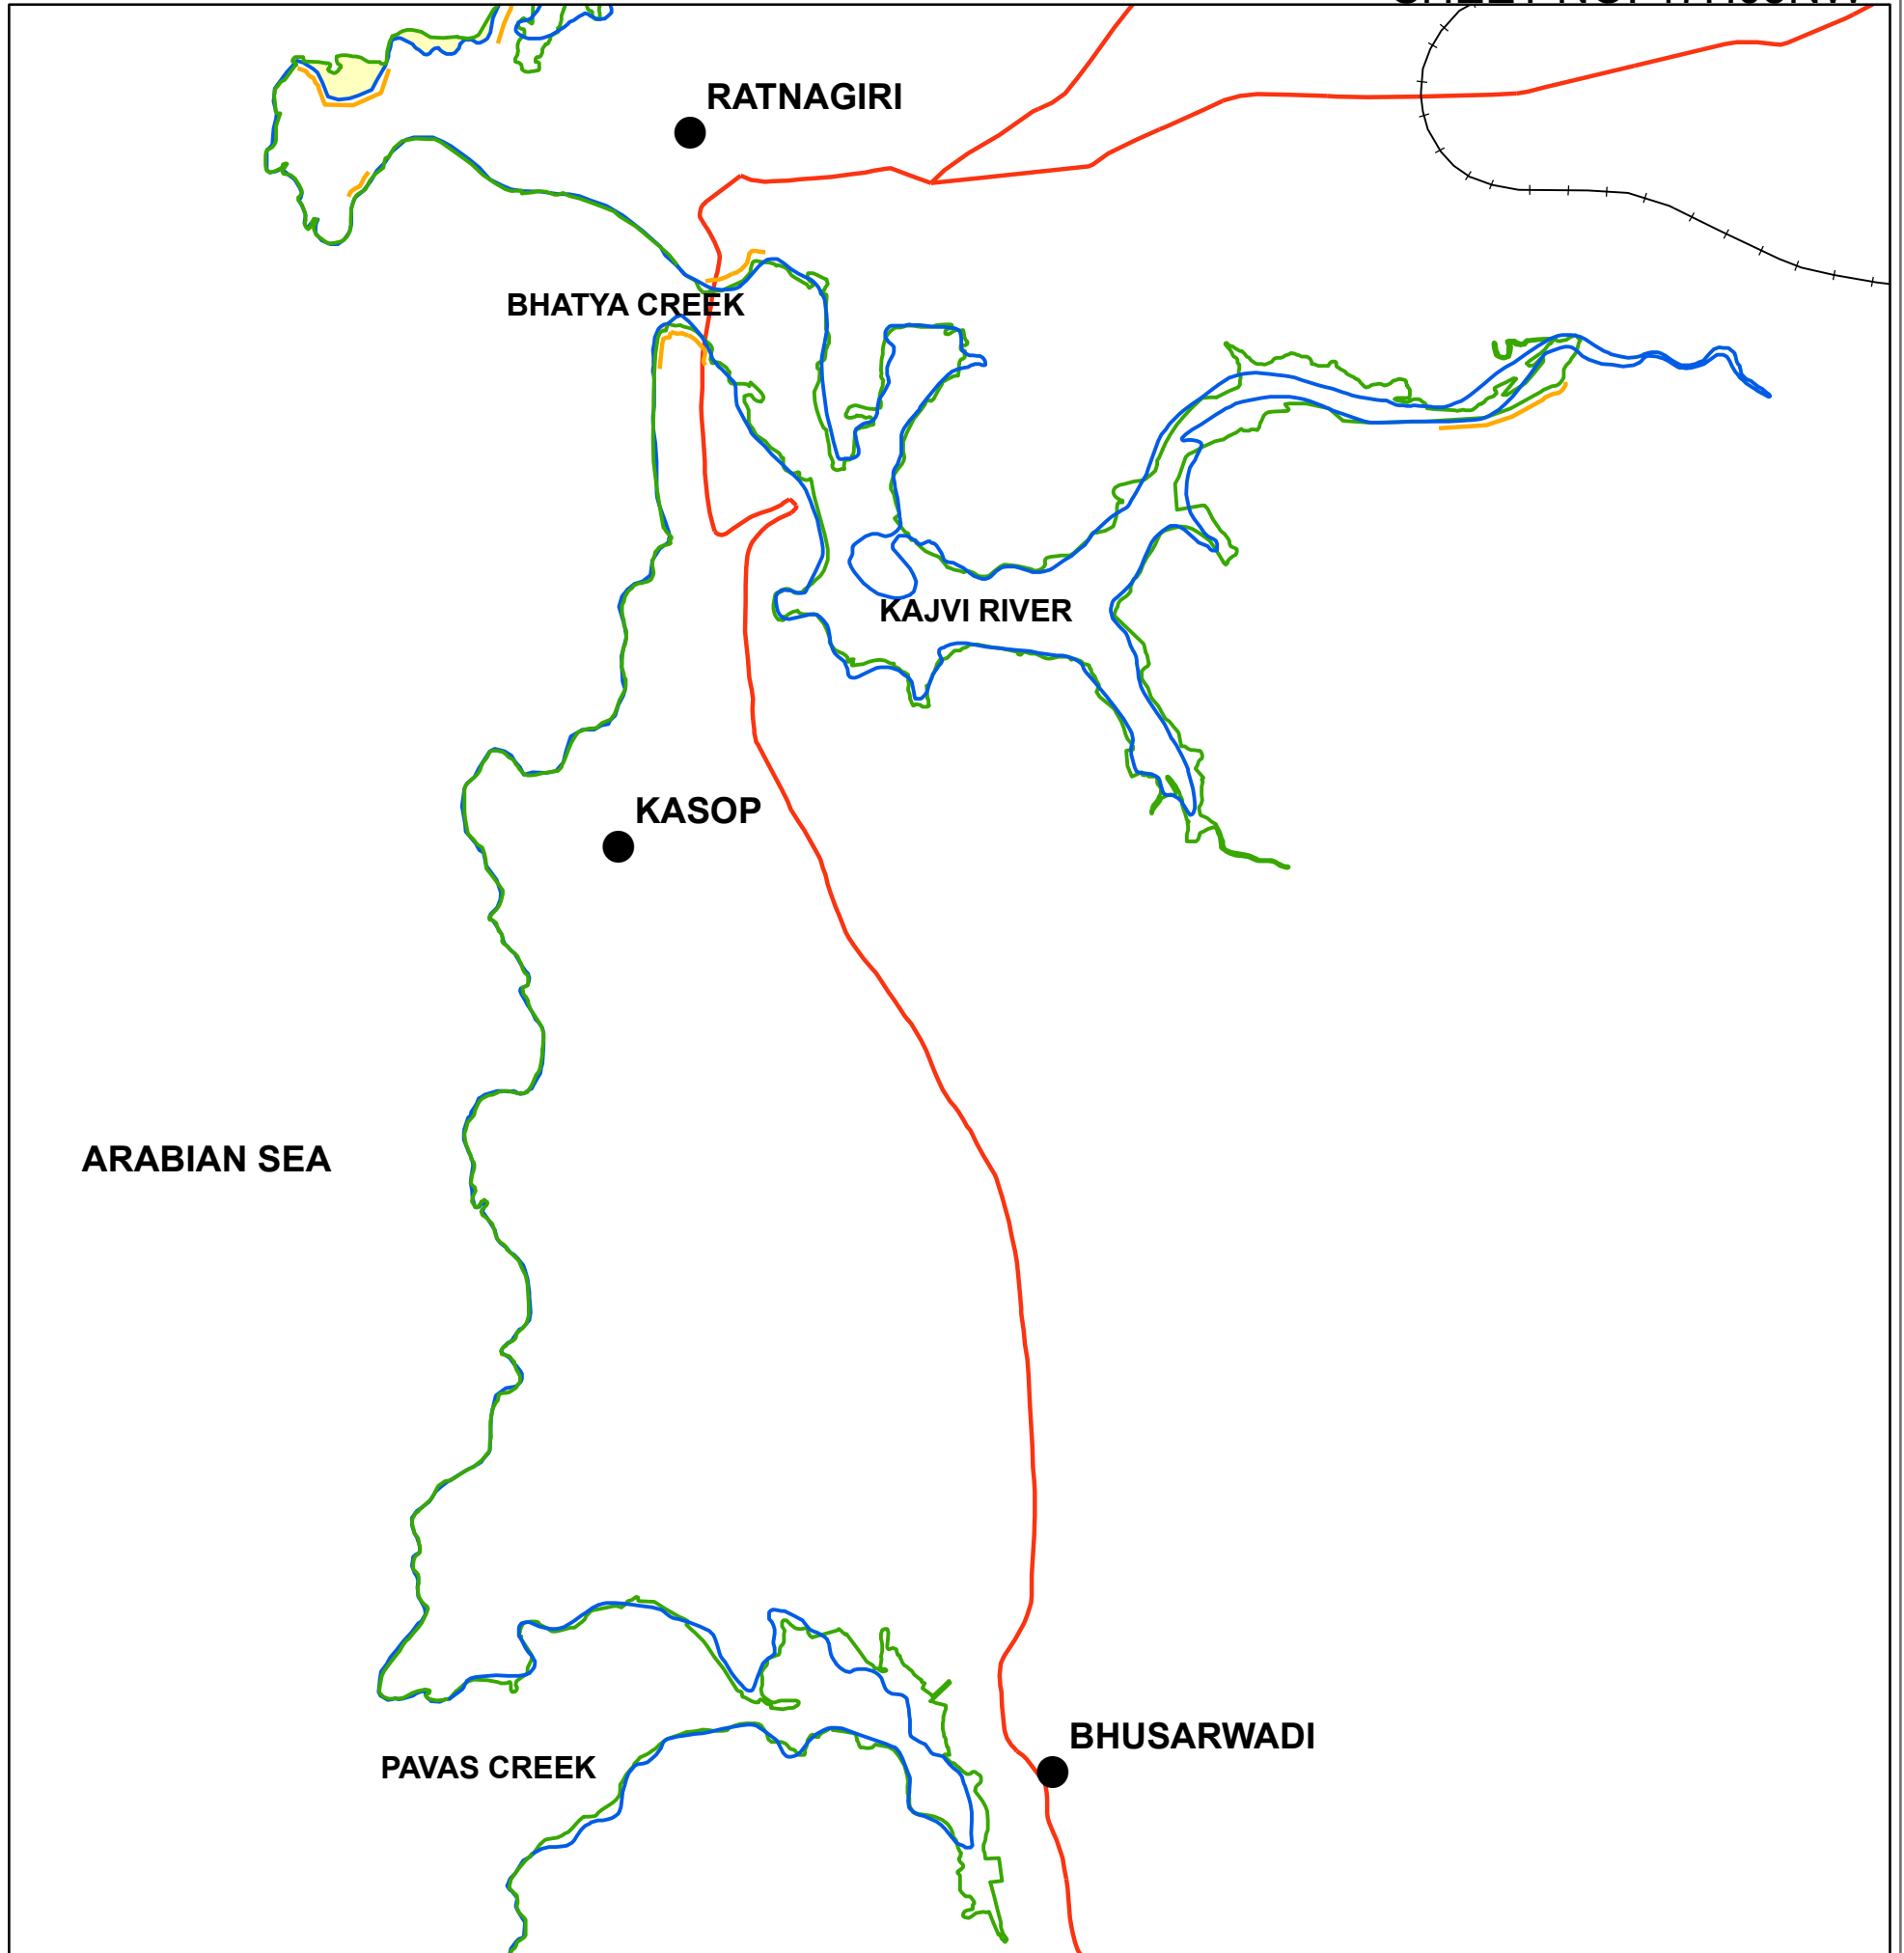 RATNAGIRI
BHATYA CREEK
KAJVI RIVER
KASOP
ARABIAN SEA
BHUSARWADI
PAVAS CREEK